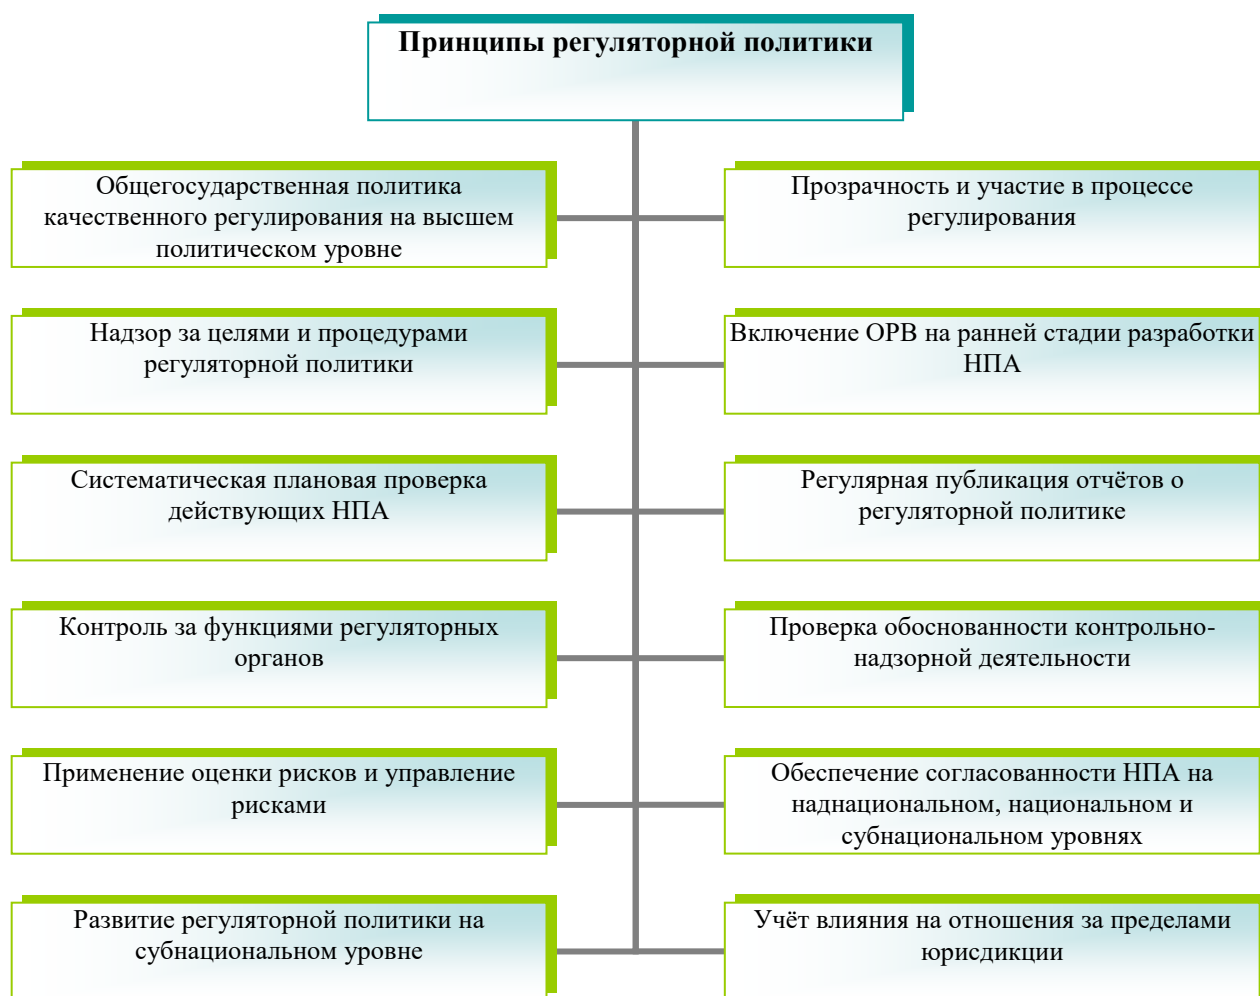 Принципы регуляторной политики
Общегосударственная политика
качественного регулирования на высшем
политическом уровне
Прозрачность и участие в процессе
регулирования
Надзор за целями и процедурами
регуляторной политики
Включение ОРВ на ранней стадии разработки
НПА
Систематическая плановая проверка
действующих НПА
Регулярная публикация отчётов о
регуляторной политике
Контроль за функциями регуляторных
органов
Проверка обоснованности контрольно-
надзорной деятельности
Применение оценки рисков и управление
рисками
Обеспечение согласованности НПА на
наднациональном, национальном и
субнациональном уровнях
Развитие регуляторной политики на
субнациональном уровне
Учёт влияния на отношения за пределами
юрисдикции